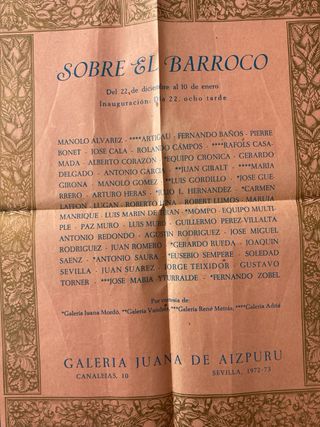 SOBRE EL BARROCO
Del 22 de diciembre al 10 de enero
Inauguración: Día 22, ocho tarde
MANOLO ALVAREZ - ****ARTIGAU - FERNANDO BAÑOS - PIERRE
BONET - JOSE CALA - ROLANDO CAMPOS - ****RAFOLS CASA-
MADA - ALBERTO CORAZON - *EQUIPO CRONICA - GERARDO
DELGADO - ANTONIO GARCIA - **JUAN GIRALT - ****MARIA
GIRONA - MANOLO GOMEZ - *LUIS GORDILLO - *JOSE GUE
RRERO - ARTURO HERAS - *JULIO L. HERNANDEZ - *CARMEN
LAFFON - LUGAN - ROBERTO - ROBERT LLIMOS - MARUJA
MANRIQUE - LUIS MARIN DE TERAN - *MOMPO - EQUIPO MULTI-
PLE - PAZ MURO - LUIS MURO - GUILLERMO PEREZ VILLALTA
ANTONIO REDONDO - AGUSTIN RODRIGUEZ - JOSE MIGUEL
RODRIGUEZ - JUAN ROMERO - *GERARDO RUEDA - JOAQUIN
SAENZ - *ANTONIO SAURA - *EUSEBIO SEMPERE - SOLEDAD
SEVILLA - JUAN SUAREZ - JORGE TEIXIDOR - GUSTAVO
TORNER - ***JOSE MARIA YTURRALDE - *FERNANDO ZOBEL
Por cortesía de:
*Galería Juana Mordó, **Galería Vandrés, ***Galería René Metrás, ****Galería Adriá
GALERIA JUANA DE AIZPURU
CANALEJAS, 10
SEVILLA, 1972-73